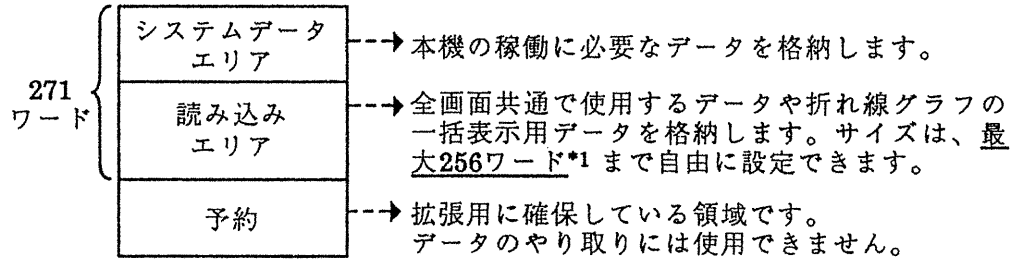 システムデータ
エリア
本機の稼働に必要なデータを格納します。
271
ワード
読み込み
エリア
全画面共通で使用するデータや折れ線グラフの
一括表示用データを格納します。サイズは、最
大256ワード*1 まで自由に設定できます。
予約
拡張用に確保している領域です。
データのやり取りには使用できません。